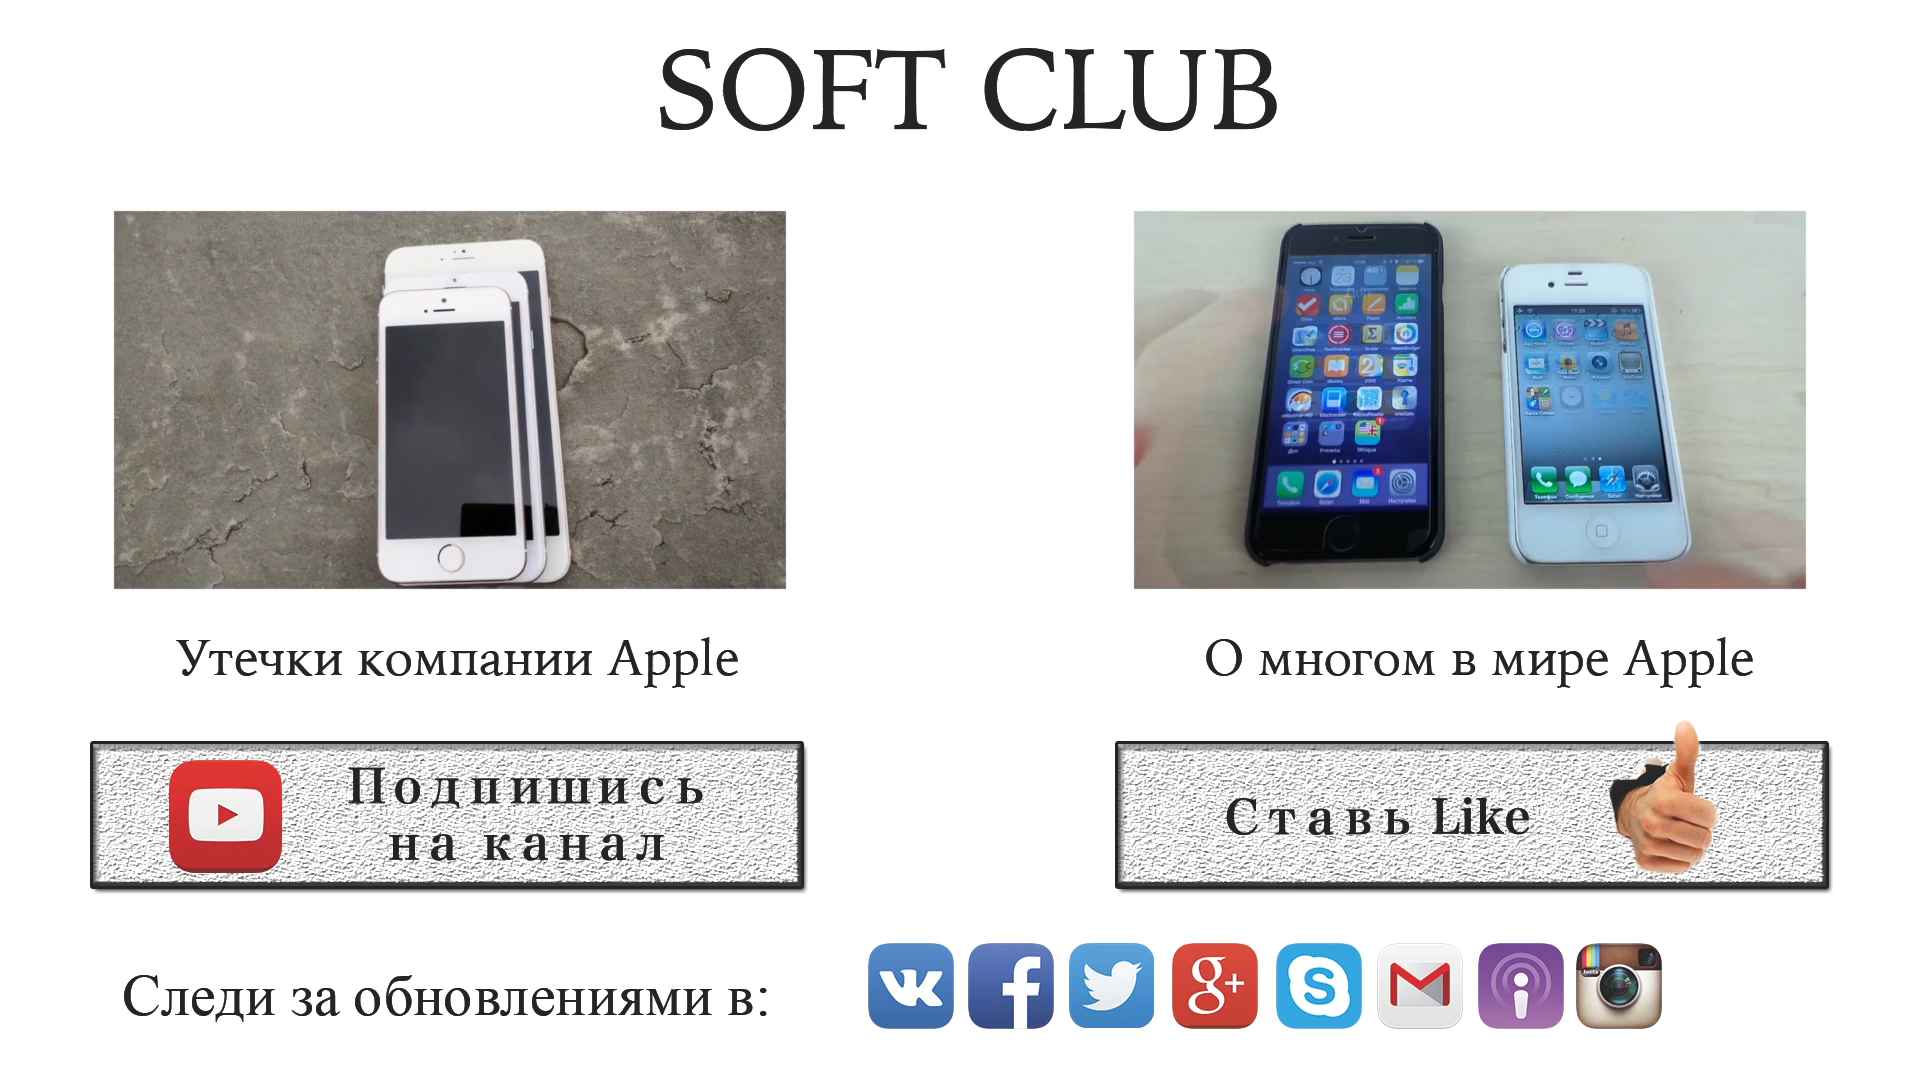 SOFT CLUB
Утечки компании Apple
О многом в мире Apple
Подпишись
на канал
Ставь Like
Следи за обновлениями в: